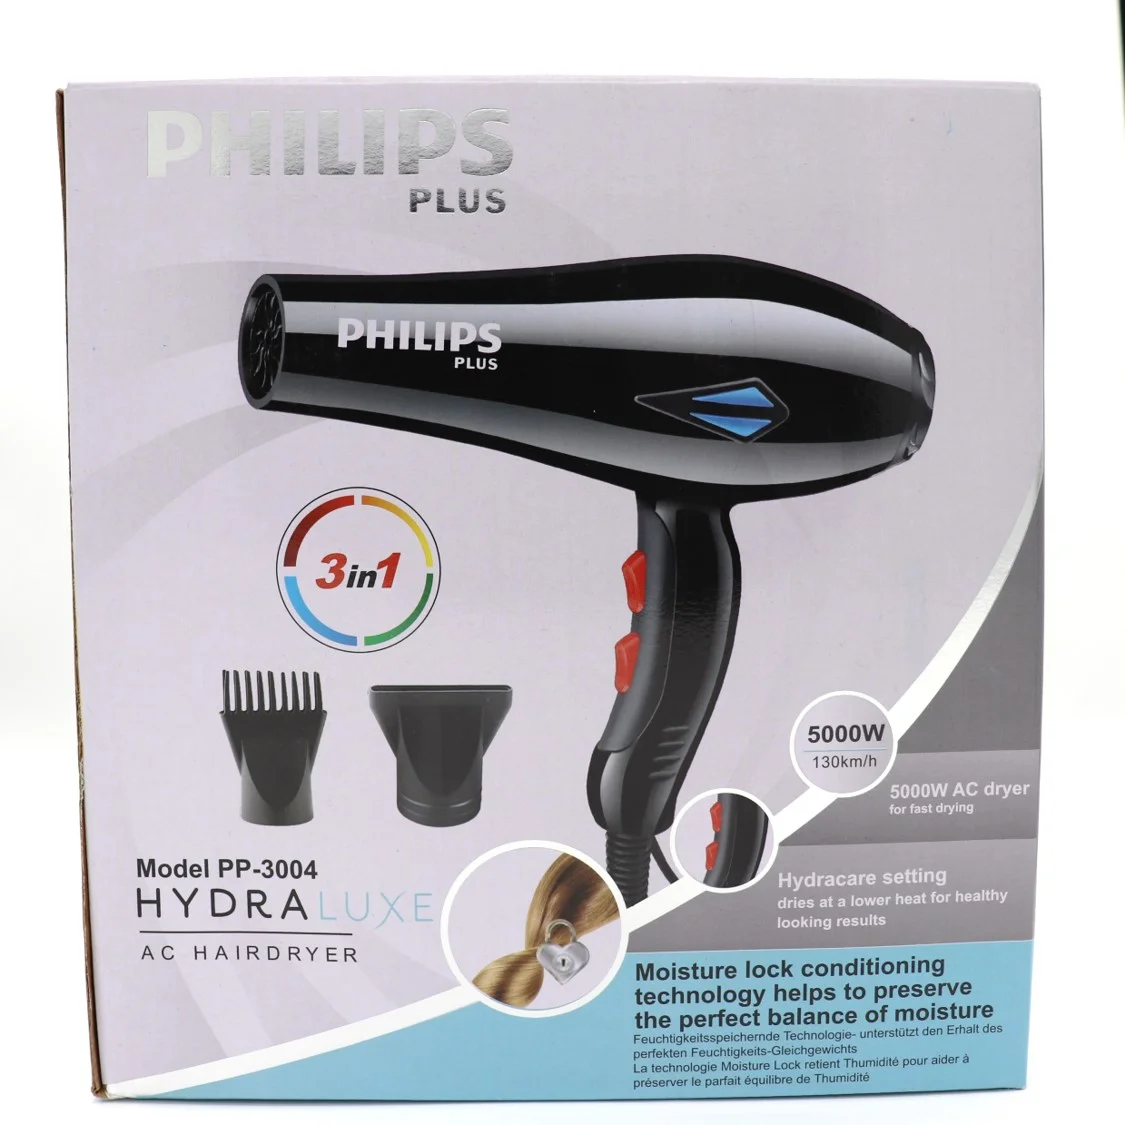 PHILIPS
PLUS
PHILIPS
PLUS
3in1
5000W
130km/h
5000W AC dryer
for fast drying
Model PP-3004
HYDRALUXE
AC HAIRDRYER
Hydracare setting
dries at a lower heat for healthy
looking results
Moisture lock conditioning
technology helps to preserve
the perfect balance of moisture
Feuchtigkeitsspeichernde Technologie- unterstützt den Erhalt des
perfekten Feuchtigkeits-Gleichgewichts
La technologie Moisture Lock retient Thumidité pour aider à
préserver le parfait équilibre de Thumidité